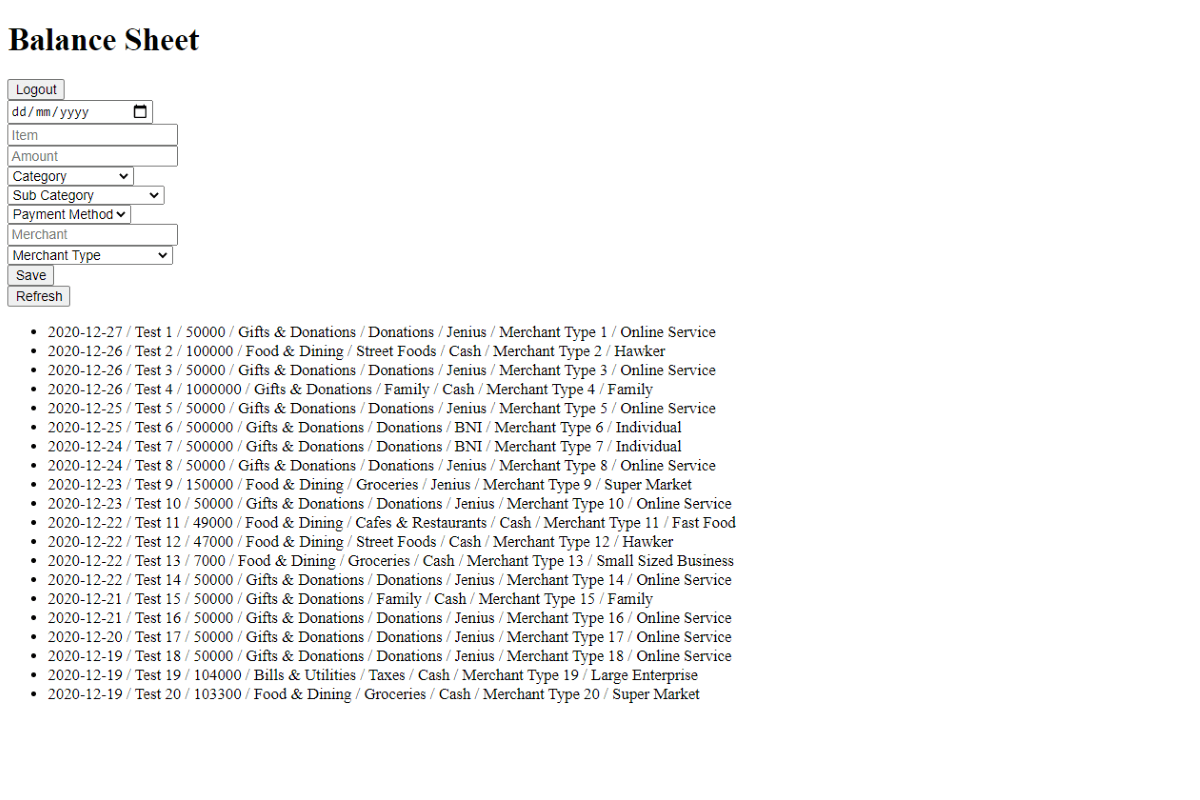 Balance Sheet
Logout
dd/mm/yyyy
Item
Amount
Category
Sub Category
Payment Method
Merchant
Merchant Type
Save
Refresh
• 2020-12-27 / Test 1 / 50000 / Gifts & Donations / Donations / Jenius / Merchant Type 1 / Online Service
• 2020-12-26 / Test 2 / 100000 / Food & Dining / Street Foods / Cash / Merchant Type 2 / Hawker
• 2020-12-26 / Test 3 / 50000 / Gifts & Donations / Donations / Jenius / Merchant Type 3 / Online Service
• 2020-12-26 / Test 4 / 1000000 / Gifts & Donations / Family / Cash / Merchant Type 4 / Family
• 2020-12-25 / Test 5 / 50000 / Gifts & Donations / Donations / Jenius / Merchant Type 5 / Online Service
• 2020-12-25 / Test 6 / 500000 / Gifts & Donations / Donations / BNI / Merchant Type 6 / Individual
• 2020-12-24 / Test 7 / 500000 / Gifts & Donations / Donations / BNI / Merchant Type 7 / Individual
• 2020-12-24 / Test 8 / 50000 / Gifts & Donations / Donations / Jenius / Merchant Type 8 / Online Service
• 2020-12-23 / Test 9 / 150000 / Food & Dining / Groceries / Jenius / Merchant Type 9 / Super Market
• 2020-12-23 / Test 10 / 50000 / Gifts & Donations / Donations / Jenius / Merchant Type 10 / Online Service
• 2020-12-22 / Test 11 / 49000 / Food & Dining / Cafes & Restaurants / Cash / Merchant Type 11 / Fast Food
• 2020-12-22 / Test 12 / 47000 / Food & Dining / Street Foods / Cash / Merchant Type 12 / Hawker
• 2020-12-22 / Test 13 / 7000 / Food & Dining / Groceries / Cash / Merchant Type 13 / Small Sized Business
• 2020-12-22 / Test 14 / 50000 / Gifts & Donations / Donations / Jenius / Merchant Type 14 / Online Service
• 2020-12-21 / Test 15 / 50000 / Gifts & Donations / Family / Cash / Merchant Type 15 / Family
• 2020-12-21 / Test 16 / 50000 / Gifts & Donations / Donations / Jenius / Merchant Type 16 / Online Service
• 2020-12-20 / Test 17 / 50000 / Gifts & Donations / Donations / Jenius / Merchant Type 17 / Online Service
• 2020-12-19 / Test 18 / 50000 / Gifts & Donations / Donations / Jenius / Merchant Type 18 / Online Service
• 2020-12-19 / Test 19 / 104000 / Bills & Utilities / Taxes / Cash / Merchant Type 19 / Large Enterprise
• 2020-12-19 / Test 20 / 103300 / Food & Dining / Groceries / Cash / Merchant Type 20 / Super Market